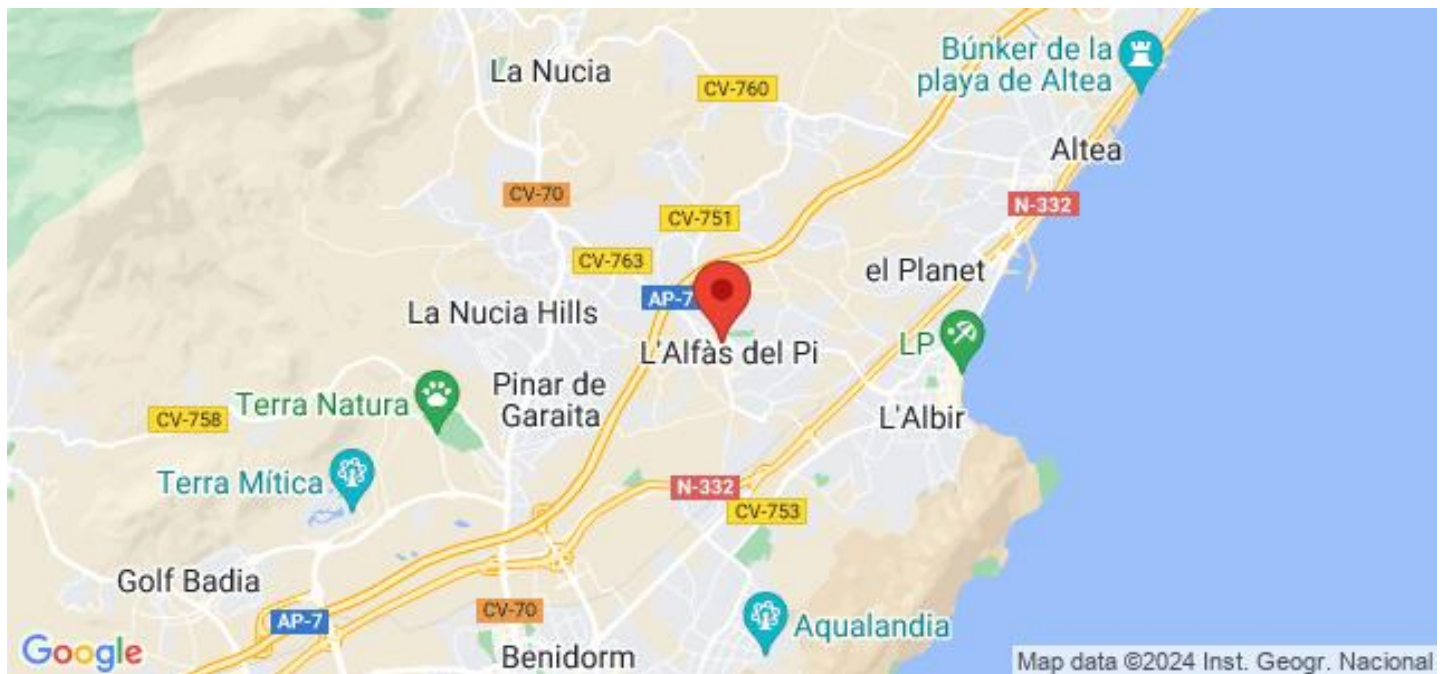 Búnker de la
playa de Altea
La Nucia
CV-760
Altea
CV-70
N-332
CV-751
CV-763
el Planet
AP-7
La Nucia Hills
LP
L'Alfàs del Pi
Pinar de
Garaita
Terra Natura
CV-758
L'Albir
Terra Mítica
N-332
CV-753
Golf Badia
CV-70
AP-7
Aqualandia
Google
Benidorm
Map data ©2024 Inst. Geogr. Nacional